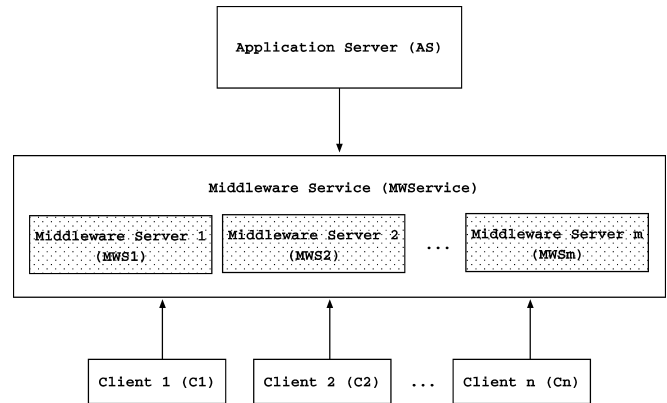 Application Server (AS)
Middleware Service (MWService)
Middleware Server 1
(MWS1)
Middleware Server 2
(MWS2)
...
Middleware Server m
(MWSm)
Client 1 (C1)
Client 2 (C2)
...
Client n (Cn)